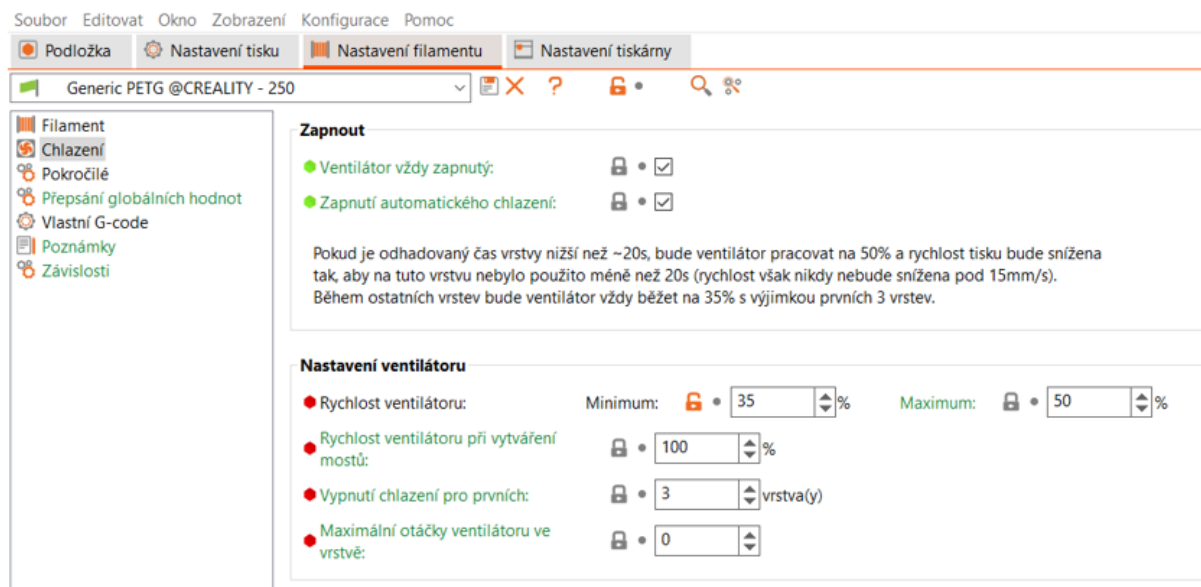 Soubor Editovat Okno Zobrazení Konfigurace Pomoc
Podložka Nastavení tisku Nastavení filamentu Nastavení tiskárny
Generic PETG @CREALITY - 250
Filament
Chlazení
Pokročilé
Přepsání globálních hodnot
Vlastní G-code
Poznámky
Závislosti
Zapnout
Ventilátor vždy zapnutý:
Zapnutí automatického chlazení:
Pokud je odhadovaný čas vrstvy nižší než ~20s, bude ventilátor pracovat na 50% a rychlost tisku bude snížena
tak, aby na tuto vrstvu nebylo použito méně než 20s (rychlost však nikdy nebude snížena pod 15mm/s).
Během ostatních vrstev bude ventilátor vždy běžet na 35% s výjimkou prvních 3 vrstev.
Nastavení ventilátoru
Rychlost ventilátoru: Minimum: 35 % Maximum: 50 %
Rychlost ventilátoru při vytváření
mostů: 100 %
Vypnutí chlazení pro prvních: 3 vrstva(y)
Maximální otáčky ventilátoru ve
vrstvě: 0